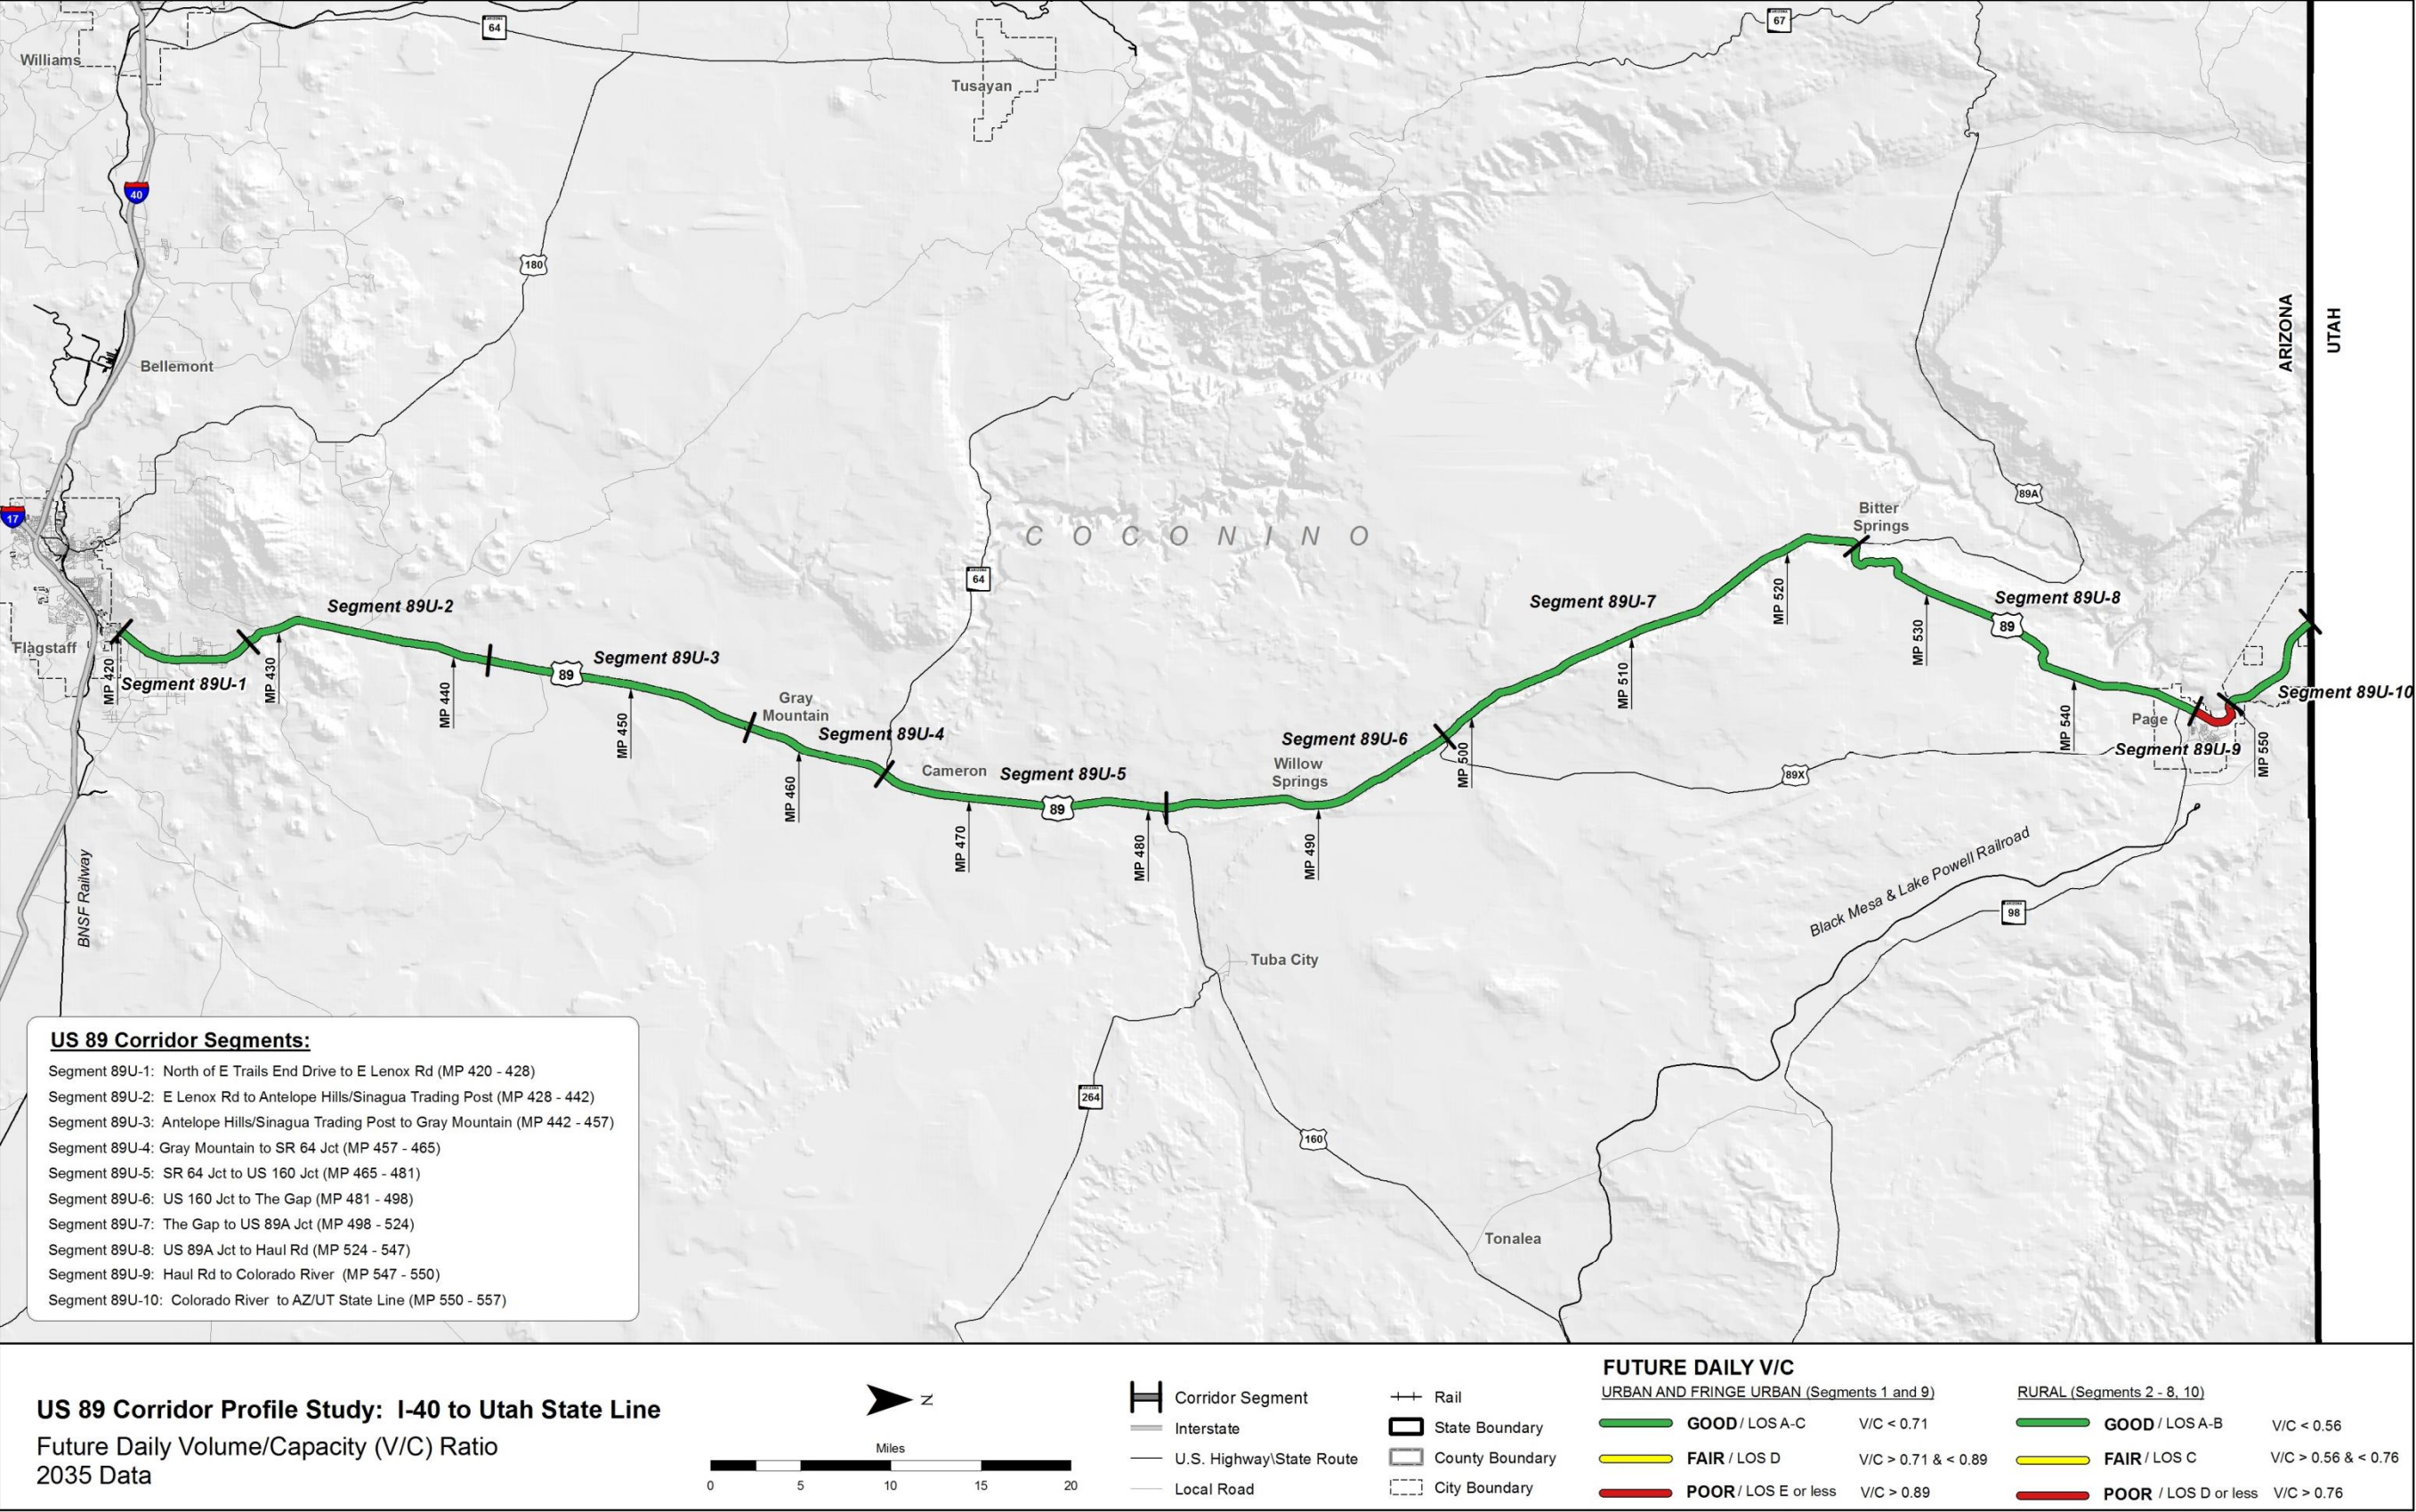 64
67
Williams
Tusayan
40
180
ARIZONA
UTAH
Bellemont
89A
Bitter
Springs
17
COCONINO
64
MP 520
Segment 89U-7
Segment 89U-8
Segment 89U-2
89
MP 530
Flagstaff
MP 420
Segment 89U-1
MP 430
Segment 89U-3
89
MP 440
MP 450
MP 510
Gray
Mountain
Segment 89U-4
Segment 89U-10
Page
MP 540
Segment 89U-9
MP 550
Segment 89U-6
MP 500
Willow
Springs
Cameron
Segment 89U-5
89X
MP 460
89
MP 470
MP 480
MP 490
BNSF Railway
Black Mesa & Lake Powell Railroad
98
Tuba City
264
160
Tonalea
US 89 Corridor Segments:
Segment 89U-1: North of E Trails End Drive to E Lenox Rd (MP 420 - 428)
Segment 89U-2: E Lenox Rd to Antelope Hills/Sinagua Trading Post (MP 428 - 442)
Segment 89U-3: Antelope Hills/Sinagua Trading Post to Gray Mountain (MP 442 - 457)
Segment 89U-4: Gray Mountain to SR 64 Jct (MP 457 - 465)
Segment 89U-5: SR 64 Jct to US 160 Jct (MP 465 - 481)
Segment 89U-6: US 160 Jct to The Gap (MP 481 - 498)
Segment 89U-7: The Gap to US 89A Jct (MP 498 - 524)
Segment 89U-8: US 89A Jct to Haul Rd (MP 524 - 547)
Segment 89U-9: Haul Rd to Colorado River (MP 547 - 550)
Segment 89U-10: Colorado River to AZ/UT State Line (MP 550 - 557)
US 89 Corridor Profile Study: I-40 to Utah State Line
Future Daily Volume/Capacity (V/C) Ratio
2035 Data
N
Miles
0 5 10 15 20
Corridor Segment
Interstate
U.S. Highway\State Route
Local Road
Rail
State Boundary
County Boundary
City Boundary
FUTURE DAILY V/C
URBAN AND FRINGE URBAN (Segments 1 and 9)
GOOD / LOS A-C V/C < 0.71
FAIR / LOS D V/C > 0.71 & < 0.89
POOR / LOS E or less V/C > 0.89
RURAL (Segments 2 - 8, 10)
GOOD / LOS A-B V/C < 0.56
FAIR / LOS C V/C > 0.56 & < 0.76
POOR / LOS D or less V/C > 0.76